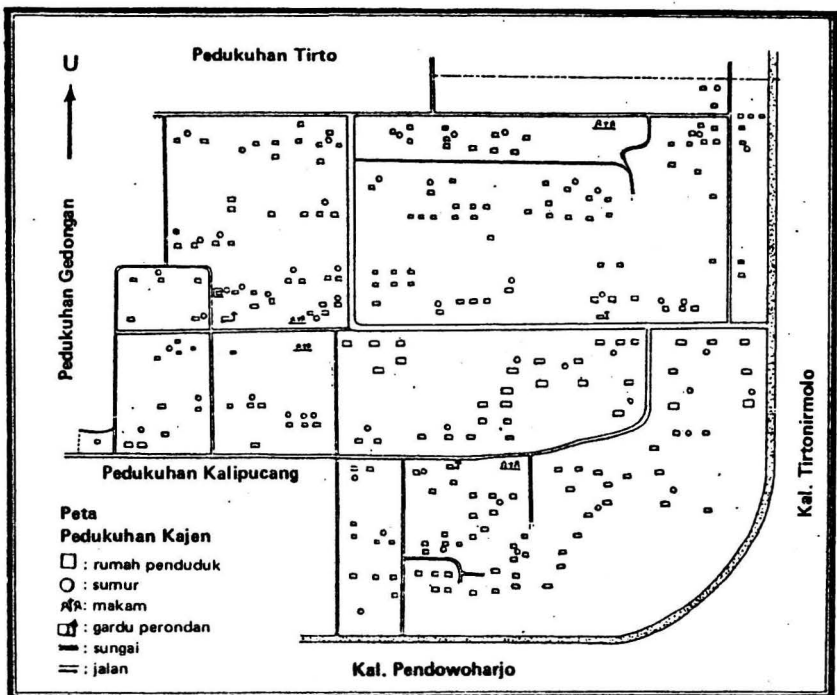 U
Pedukuhan Tirto
Pedukuhan Gedongan
Kal. Tirtonirmolo
Pedukuhan Kalipucang
Peta
Pedukuhan Kajen
: rumah penduduk
: sumur
: makam
: gardu perondan
: sungai
: jalan
Kal. Pendowoharjo